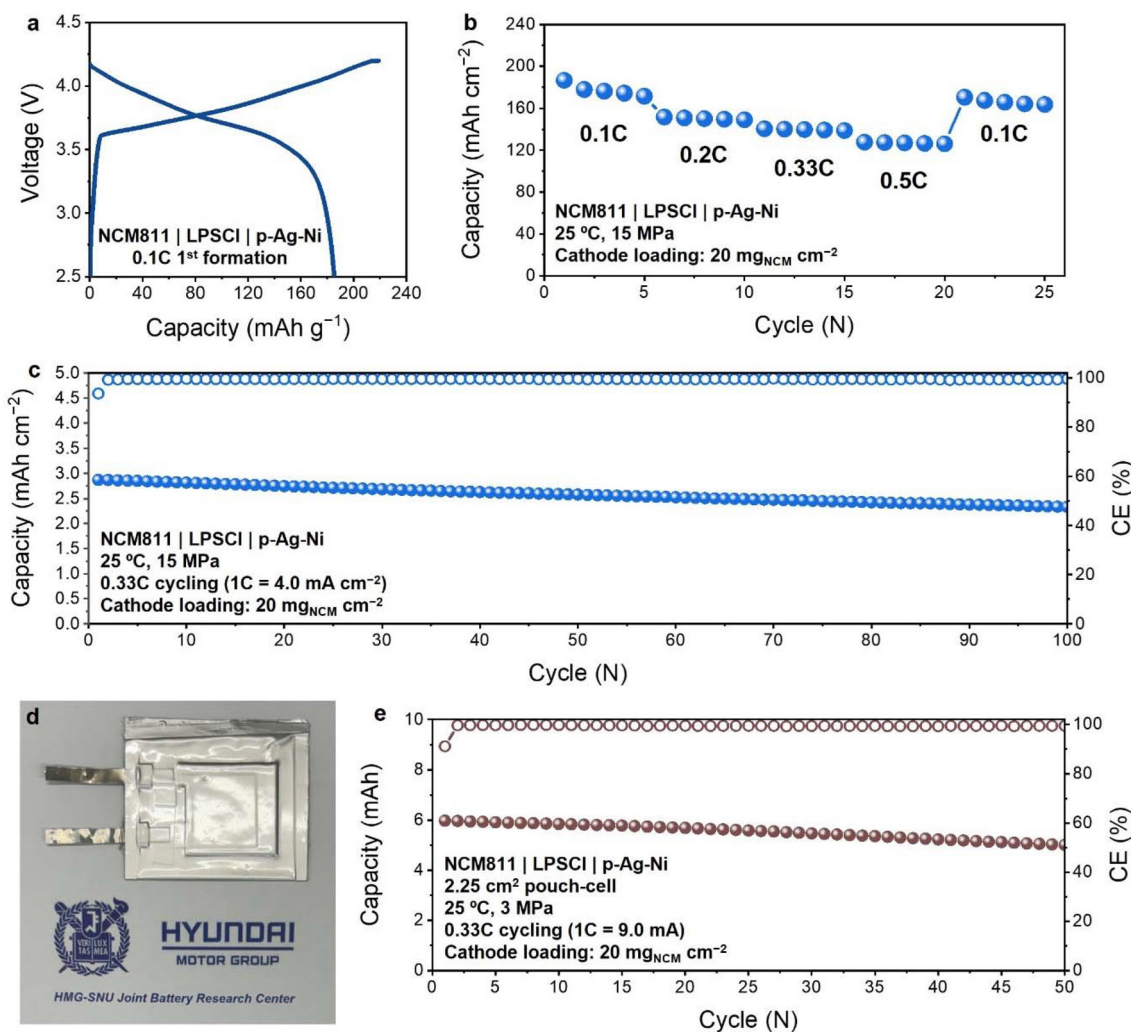 a
4.5
4.0
3.5
3.0
2.5
Voltage (V)
NCM811 | LPSCI | p-Ag-Ni
0.1C 1st formation
0 40 80 120 160 200 240
Capacity (mAh g−1)
b
240
200
160
120
80
40
0
Capacity (mAh cm−2)
0.1C
0.2C
0.33C
0.5C
0.1C
NCM811 | LPSCI | p-Ag-Ni
25 ºC, 15 MPa
Cathode loading: 20 mgNCM cm−2
0 5 10 15 20 25
Cycle (N)
c
5.0
4.5
4.0
3.5
3.0
2.5
2.0
1.5
1.0
0.5
0.0
Capacity (mAh cm−2)
NCM811 | LPSCI | p-Ag-Ni
25 ºC, 15 MPa
0.33C cycling (1C = 4.0 mA cm−2)
Cathode loading: 20 mgNCM cm−2
100
80
60
40
20
0
CE (%)
0 10 20 30 40 50 60 70 80 90 100
Cycle (N)
d
VERI LUX
TAS MEA
HYUNDAI
MOTOR GROUP
HMG-SNU Joint Battery Research Center
e
10
8
6
4
2
0
Capacity (mAh)
NCM811 | LPSCI | p-Ag-Ni
2.25 cm2 pouch-cell
25 ºC, 3 MPa
0.33C cycling (1C = 9.0 mA)
Cathode loading: 20 mgNCM cm−2
100
80
60
40
20
0
CE (%)
0 5 10 15 20 25 30 35 40 45 50
Cycle (N)